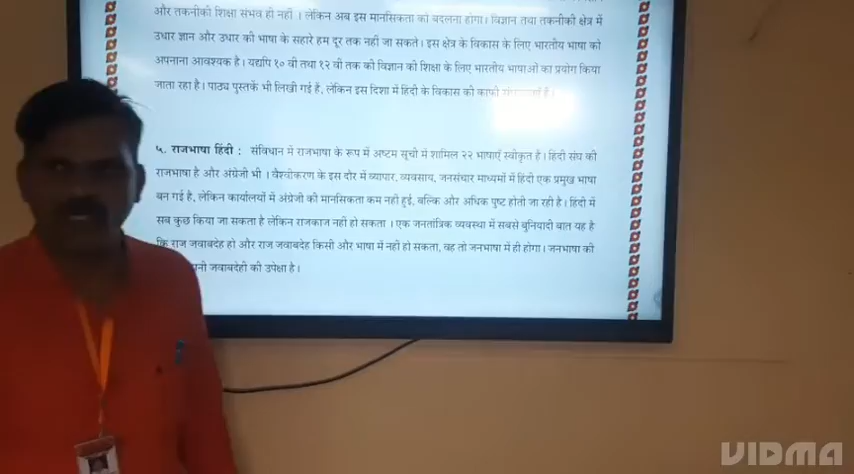 और तकनीकी शिक्षा संभव ही नहीं । लेकिन अब इस मानसिकता को बदलना होगा। विज्ञान तथा तकनीकी क्षेत्र में
उधार ज्ञान और उधार की भाषा के सहारे हम दूर तक नहीं जा सकते। इस क्षेत्र के विकास के लिए भारतीय भाषा को
अपनाना आवश्यक है। यद्यपि १० वी तथा १२ वी तक की विज्ञान की शिक्षा के लिए भारतीय भाषाओं का प्रयोग किया
जाता रहा है। पाठ्य पुस्तकें भी लिखी गई है, लेकिन इस दिशा में हिंदी के विकास की काफी
५. राजभाषा हिंदी : संविधान में राजभाषा के रूप में अष्टम सूची में शामिल २२ भाषाएँ स्वीकृत है। हिंदी संघ की
राजभाषा है और अंग्रेजी भी । वैश्वीकरण के इस दौर में व्यापार, व्यवसाय, जनसंचार माध्यमों में हिंदी एक प्रमुख भाषा
बन गई है, लेकिन कार्यालयों में अंग्रेजी की मानसिकता कम नहीं हुई, बल्कि और अधिक पुष्ट होती जा रही है। हिंदी में
सब कुछ किया जा सकता है लेकिन राजकाज नहीं हो सकता । एक जनतांत्रिक व्यवस्था में सबसे बुनियादी बात यह है
कि राज जवाबदेह हो और राज जवाबदेह किसी और भाषा में नहीं हो सकता, वह तो जनभाषा में ही होगा। जनभाषा की
जवाबदेही की उपेक्षा है।
VIDMA